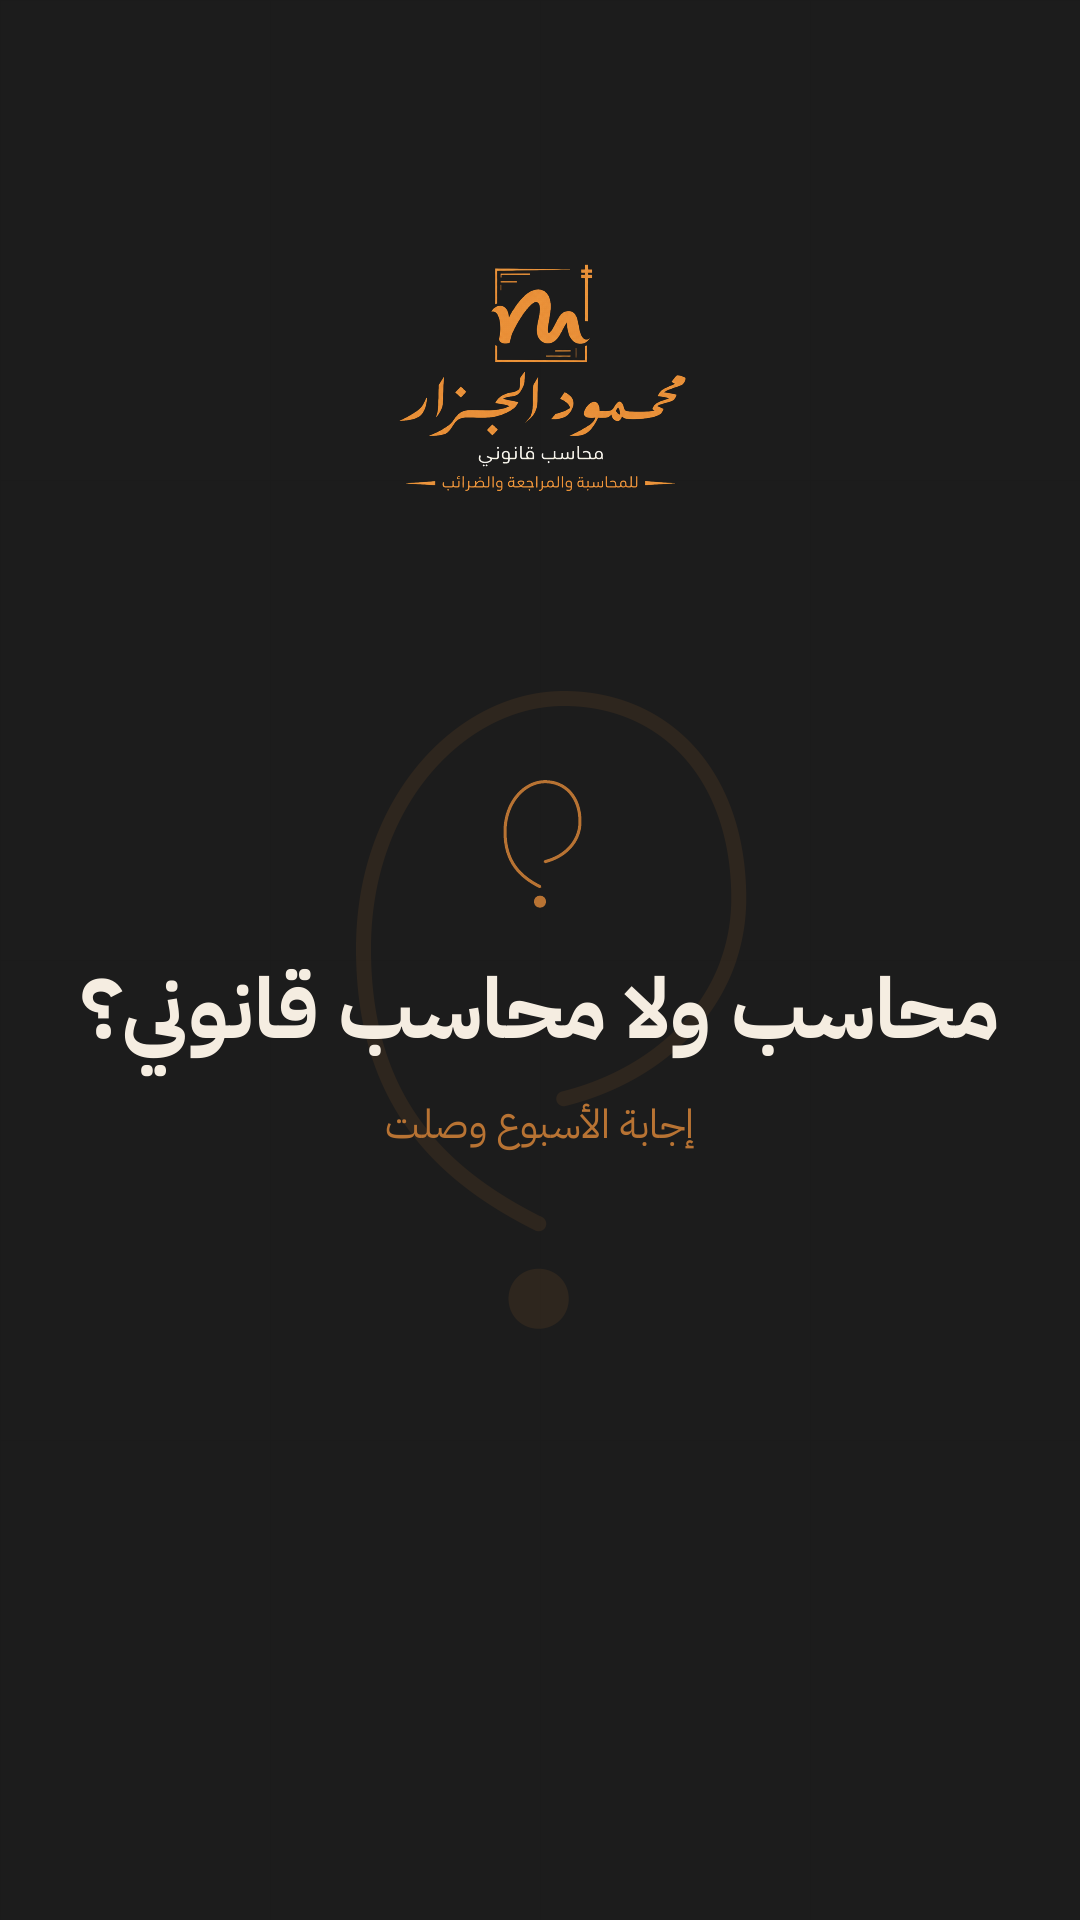 محمود الجزار
محاسب قانوني
للمحاسبة والمراجعة والضرائب
محاسب ولا محاسب قانوني؟
إجابة الأسبوع وصلت